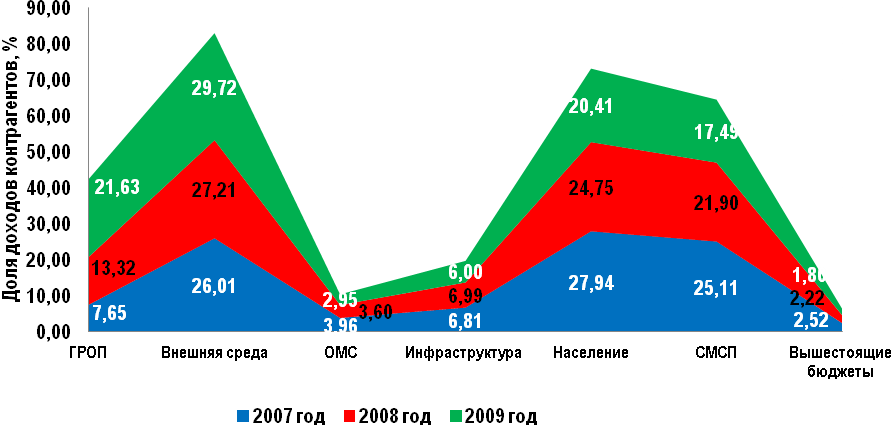 Доля доходов контрагентов, %
90,00
80,00
70,00
60,00
50,00
40,00
30,00
20,00
10,00
0,00
29,72
20,41
17,49
21,63
27,21
24,75
21,90
13,32
6,00
1,80
2,95
3,60
6,99
2,22
7,65
26,01
3,96
6,81
27,94
25,11
2,52
ГРОП
Внешняя среда
ОМС
Инфраструктура
Население
СМСП
Вышестоящие
бюджеты
2007 год
2008 год
2009 год